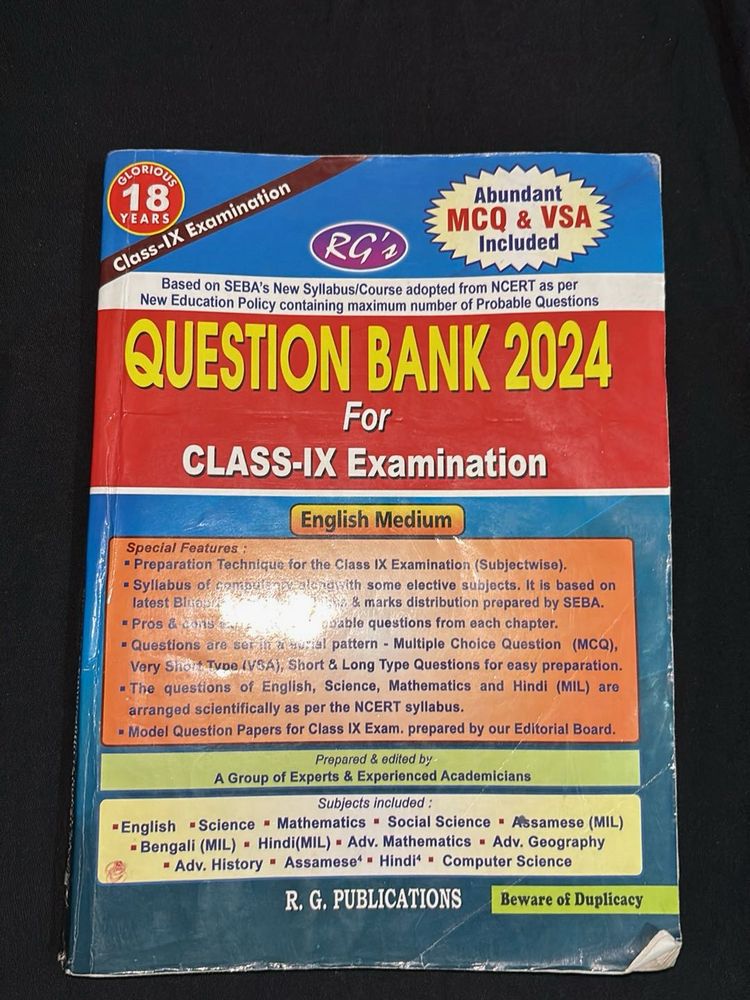 GLORIOUS
18
YEARS
Class-IX Examination
RG's
Abundant
MCQ & VSA
Included
Based on SEBA's New Syllabus/Course adopted from NCERT as per
New Education Policy containing maximum number of Probable Questions
QUESTION BANK 2024
For
CLASS-IX Examination
English Medium
Special Features :
▪ Preparation Technique for the Class IX Examination (Subjectwise).
▪ Syllabus of compulsory alongwith some elective subjects. It is based on
latest & marks distribution prepared by SEBA.
▪ Pros & cons questions from each chapter.
▪ Questions are set in a serial pattern - Multiple Choice Question (MCQ),
Very Short Type (VSA), Short & Long Type Questions for easy preparation.
▪ The questions of English, Science, Mathematics and Hindi (MIL) are
arranged scientifically as per the NCERT syllabus.
▪ Model Question Papers for Class IX Exam. prepared by our Editorial Board.
Prepared & edited by
A Group of Experts & Experienced Academicians
Subjects included :
▪ English ▪ Science ▪ Mathematics ▪ Social Science ▪ Assamese (MIL)
▪ Bengali (MIL) ▪ Hindi(MIL) ▪ Adv. Mathematics ▪ Adv. Geography
▪ Adv. History ▪ Assamese⁴ ▪ Hindi⁴ ▪ Computer Science
R. G. PUBLICATIONS
Beware of Duplicacy